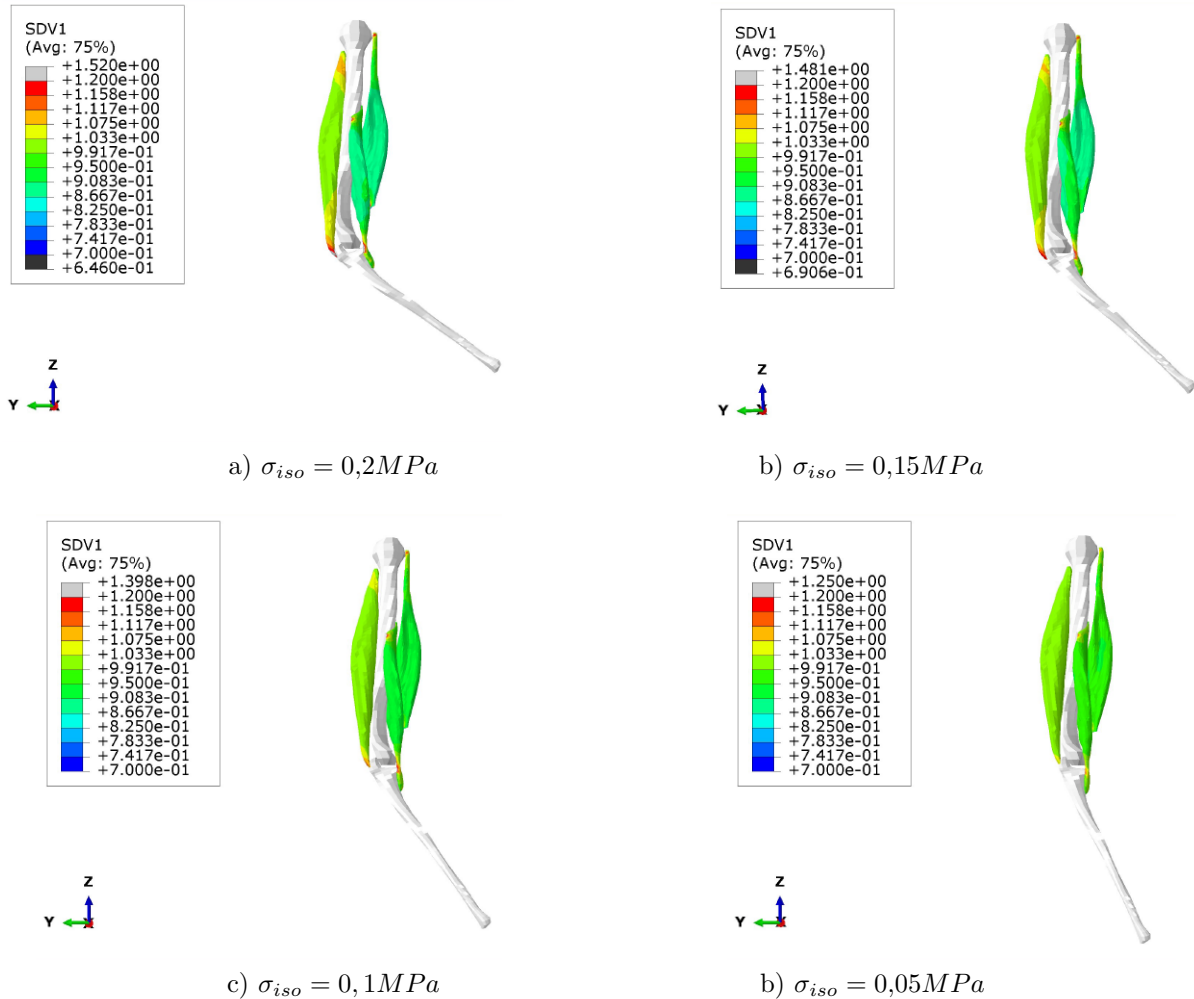 SDV1
(Avg: 75%)
+1.520e+00
+1.200e+00
+1.158e+00
+1.117e+00
+1.075e+00
+1.033e+00
+9.917e-01
+9.500e-01
+9.083e-01
+8.667e-01
+8.250e-01
+7.833e-01
+7.417e-01
+7.000e-01
+6.460e-01
Z
Y
X
a) σiso = 0,2MPa
SDV1
(Avg: 75%)
+1.481e+00
+1.200e+00
+1.158e+00
+1.117e+00
+1.075e+00
+1.033e+00
+9.917e-01
+9.500e-01
+9.083e-01
+8.667e-01
+8.250e-01
+7.833e-01
+7.417e-01
+7.000e-01
+6.906e-01
Z
Y
X
b) σiso = 0,15MPa
SDV1
(Avg: 75%)
+1.398e+00
+1.200e+00
+1.158e+00
+1.117e+00
+1.075e+00
+1.033e+00
+9.917e-01
+9.500e-01
+9.083e-01
+8.667e-01
+8.250e-01
+7.833e-01
+7.417e-01
+7.000e-01
Z
Y
X
c) σiso = 0, 1MPa
SDV1
(Avg: 75%)
+1.250e+00
+1.200e+00
+1.158e+00
+1.117e+00
+1.075e+00
+1.033e+00
+9.917e-01
+9.500e-01
+9.083e-01
+8.667e-01
+8.250e-01
+7.833e-01
+7.417e-01
+7.000e-01
Z
Y
X
b) σiso = 0,05MPa